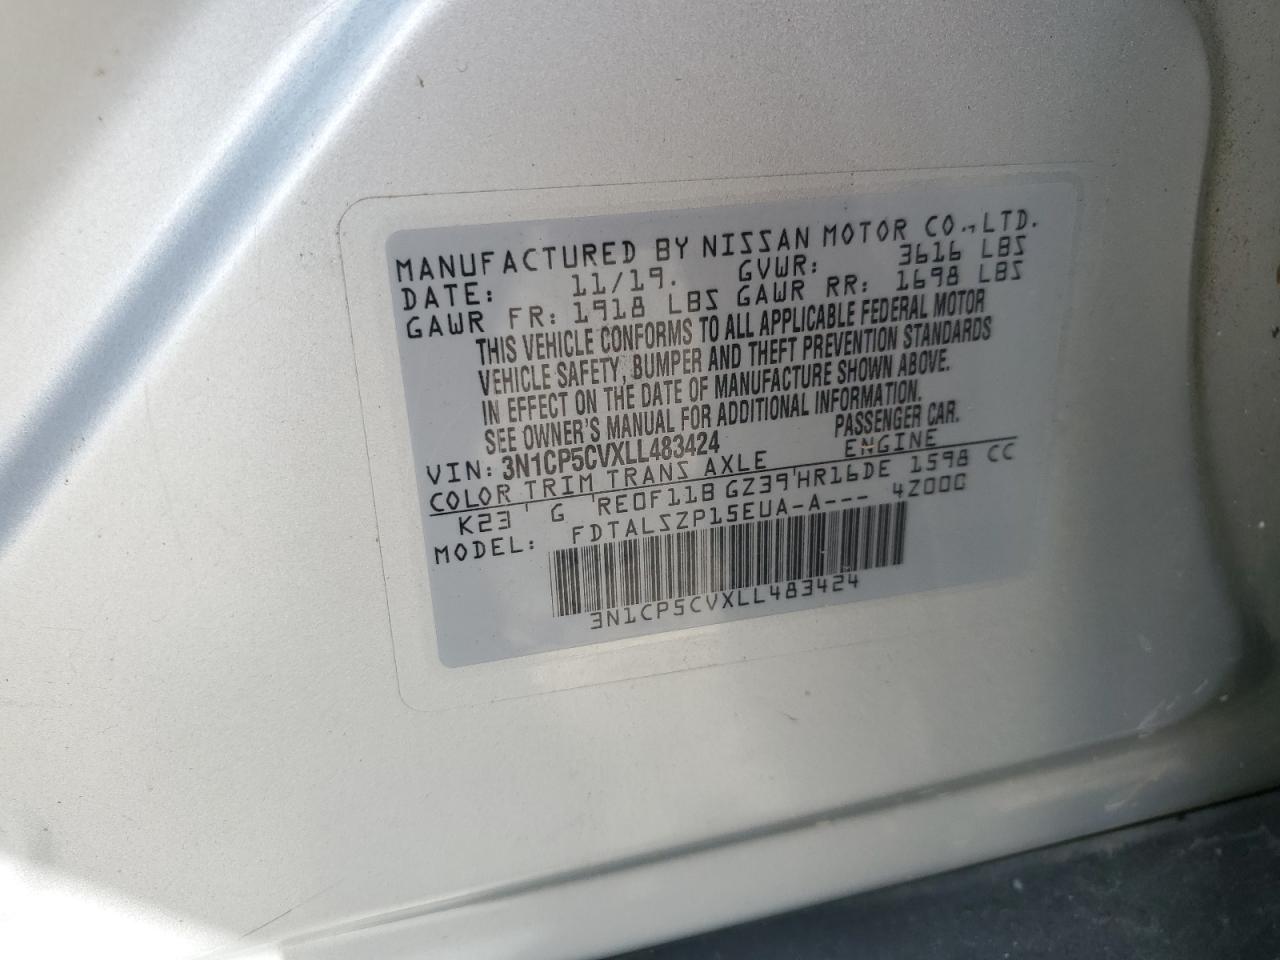 MANUFACTURED BY NISSAN MOTOR CO.,LTD.
DATE: 11/19. GVWR: 3616 LBS
GAWR FR: 1918 LBS GAWR RR: 1698 LBS
THIS VEHICLE CONFORMS TO ALL APPLICABLE FEDERAL MOTOR
VEHICLE SAFETY, BUMPER AND THEFT PREVENTION STANDARDS
IN EFFECT ON THE DATE OF MANUFACTURE SHOWN ABOVE.
SEE OWNER'S MANUAL FOR ADDITIONAL INFORMATION.
VIN: 3N1CP5CVXLL483424 PASSENGER CAR.
COLOR TRIM TRANS AXLE ENGINE
K23 G RE0F11B GZ39 HR16DE 1598 CC
MODEL: FDTALSZP15EUA-A--- 4Z00C
3N1CP5CVXLL483424